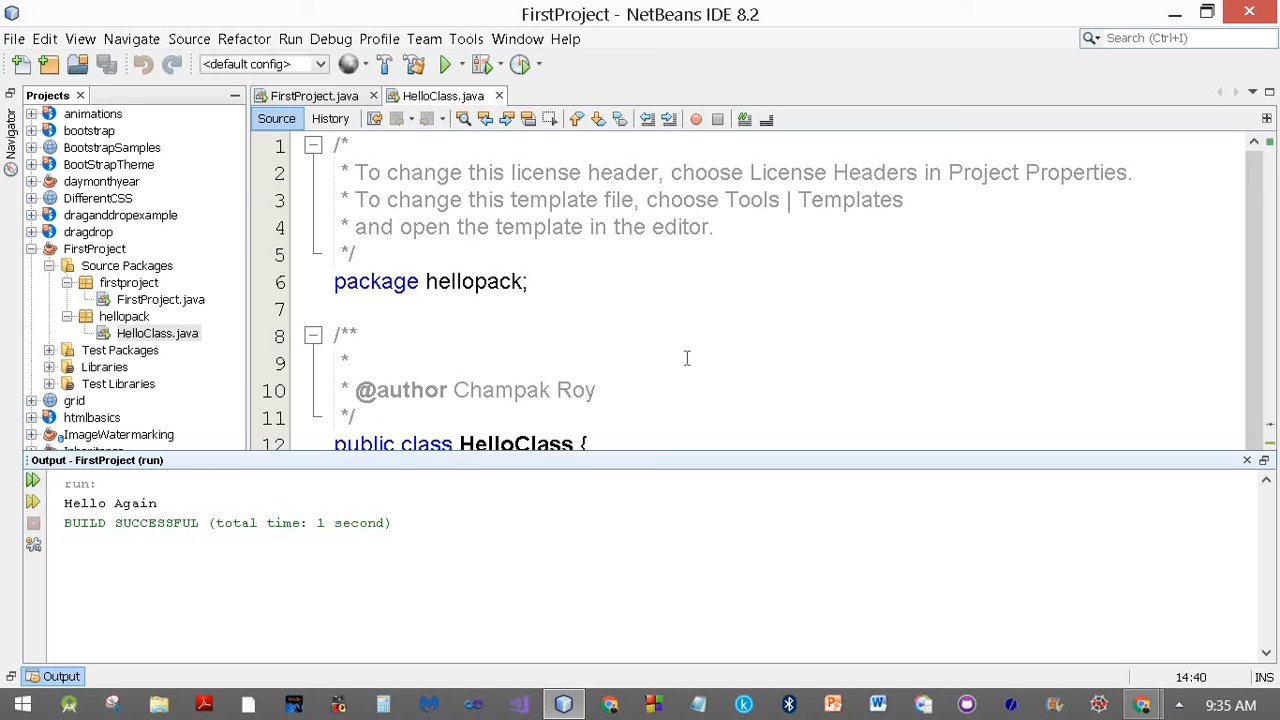 FirstProject - NetBeans IDE 8.2
File Edit View Navigate Source Refactor Run Debug Profile Team Tools Window Help
Search (Ctrl+I)
<default config>
Projects
FirstProject.java
HelloClass.java
Navigator
Source
History
animations
bootstrap
BootstrapSamples
BootStrapTheme
daymonthyear
DifferentCSS
draganddropexample
dragdrop
FirstProject
Source Packages
firstproject
FirstProject.java
hellopack
HelloClass.java
Test Packages
Libraries
Test Libraries
grid
htmlbasics
ImageWatermarking
Inheritance
1 /*
2 * To change this license header, choose License Headers in Project Properties.
3 * To change this template file, choose Tools | Templates
4 * and open the template in the editor.
5 */
6 package hellopack;
7
8 /**
9 *
10 * @author Champak Roy
11 */
12 public class HelloClass {
Output - FirstProject (run)
run:
Hello Again
BUILD SUCCESSFUL (total time: 1 second)
Output
14:40
INS
9:35 AM